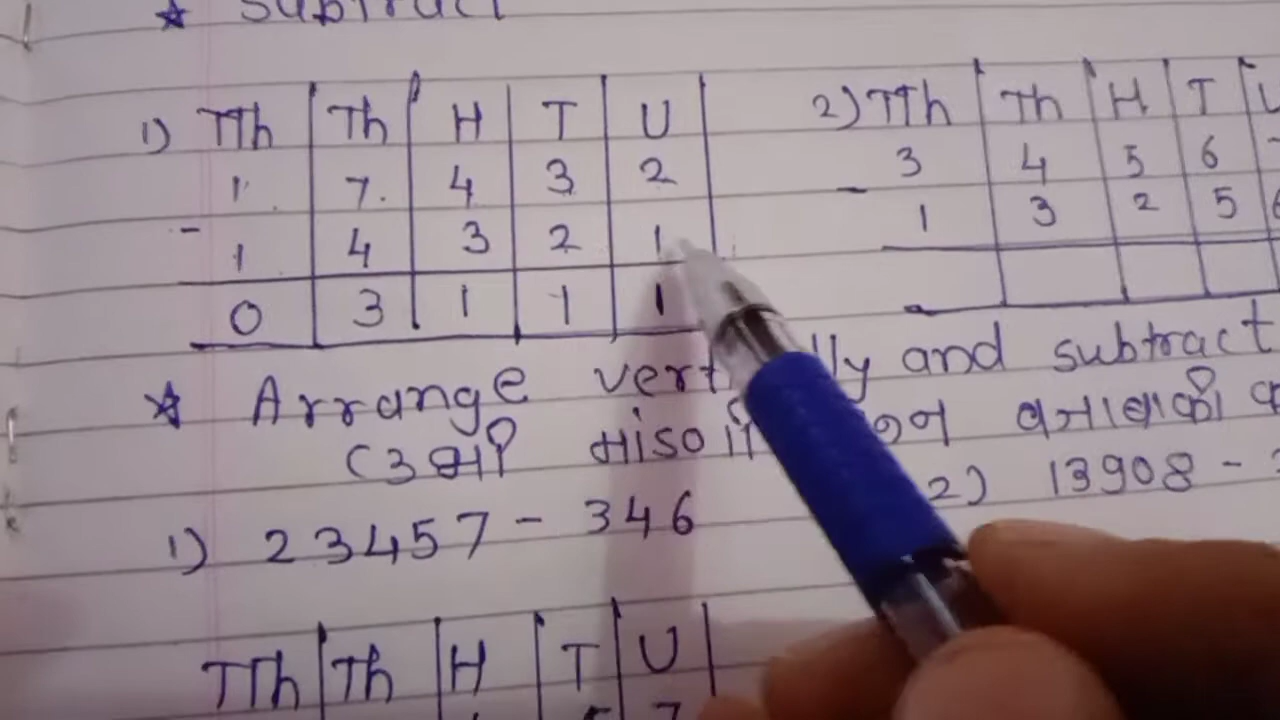 ☆ Subtract
1) TTh Th H T U
1 7 4 3 2
- 1 4 3 2 1
0 3 1 1 1
2) TTh Th H T
3 4 5 6
- 1 3 2 5
☆ Arrange and subtract
(ઊભી
1) 23457 - 346
2) 13908 -
TTh Th H T U
7